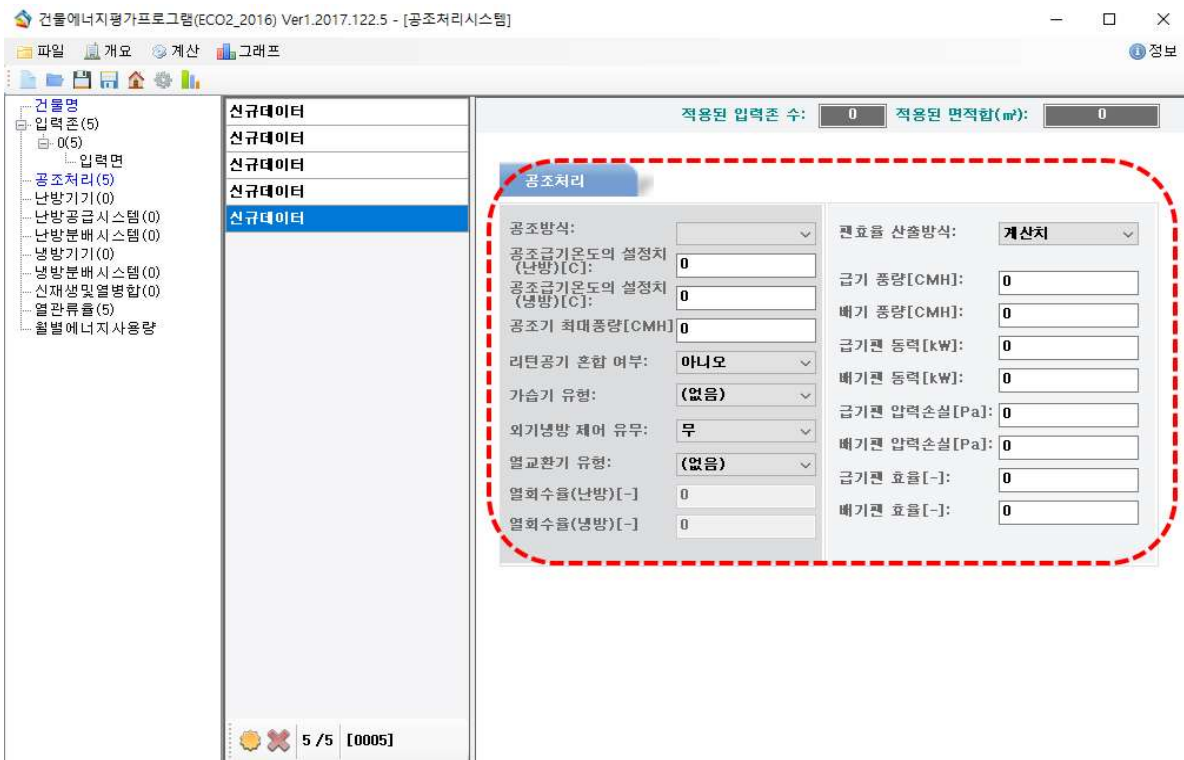 건물에너지평가프로그램(ECO2_2016) Ver1.2017.122.5 - [공조처리시스템]
파일 개요 계산 그래프 정보
건물명
입력존(5)
0(5)
입력면
공조처리(5)
난방기기(0)
난방공급시스템(0)
난방분배시스템(0)
냉방기기(0)
냉방분배시스템(0)
신재생및열병합(0)
열관류율(5)
월별에너지사용량
신규데이터
신규데이터
신규데이터
신규데이터
신규데이터
5 /5 [0005]
적용된 입력존 수: 0 적용된 면적합(㎡): 0
공조처리
공조방식:
공조급기온도의 설정치
(난방)[C]: 0
공조급기온도의 설정치
(냉방)[C]: 0
공조기 최대풍량[CMH] 0
리턴공기 혼합 여부: 아니오
가습기 유형: (없음)
외기냉방 제어 유무: 무
열교환기 유형: (없음)
열회수율(난방)[-] 0
열회수율(냉방)[-] 0
팬효율 산출방식: 계산치
급기 풍량[CMH]: 0
배기 풍량[CMH]: 0
급기팬 동력[kW]: 0
배기팬 동력[kW]: 0
급기팬 압력손실[Pa]: 0
배기팬 압력손실[Pa]: 0
급기팬 효율[-]: 0
배기팬 효율[-]: 0